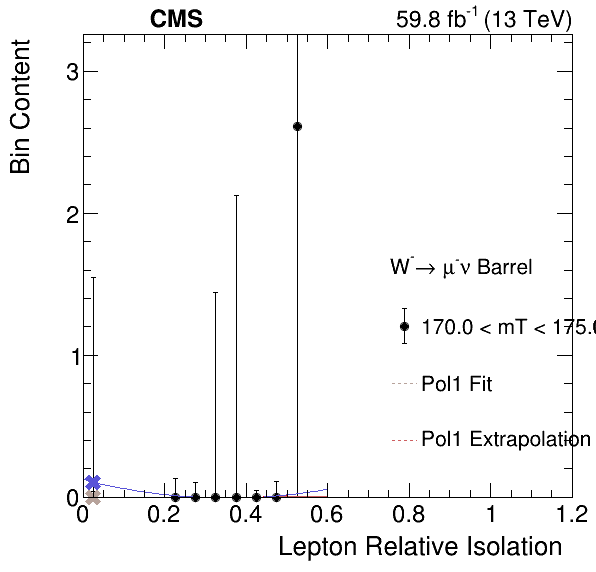 CMS 59.8 fb⁻¹ (13 TeV)
Bin Content
3
2
1
0
W⁻→ μ⁻ν Barrel
170.0 < mT < 175.0
Pol1 Fit
Pol1 Extrapolation
0 0.2 0.4 0.6 0.8 1 1.2
Lepton Relative Isolation